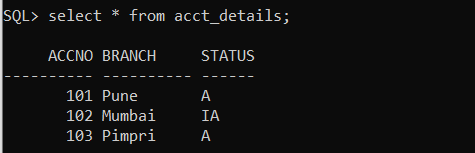 SQL> select * from acct_details;
ACCNO BRANCH STATUS
---------- ---------- ------
101 Pune A
102 Mumbai IA
103 Pimpri A